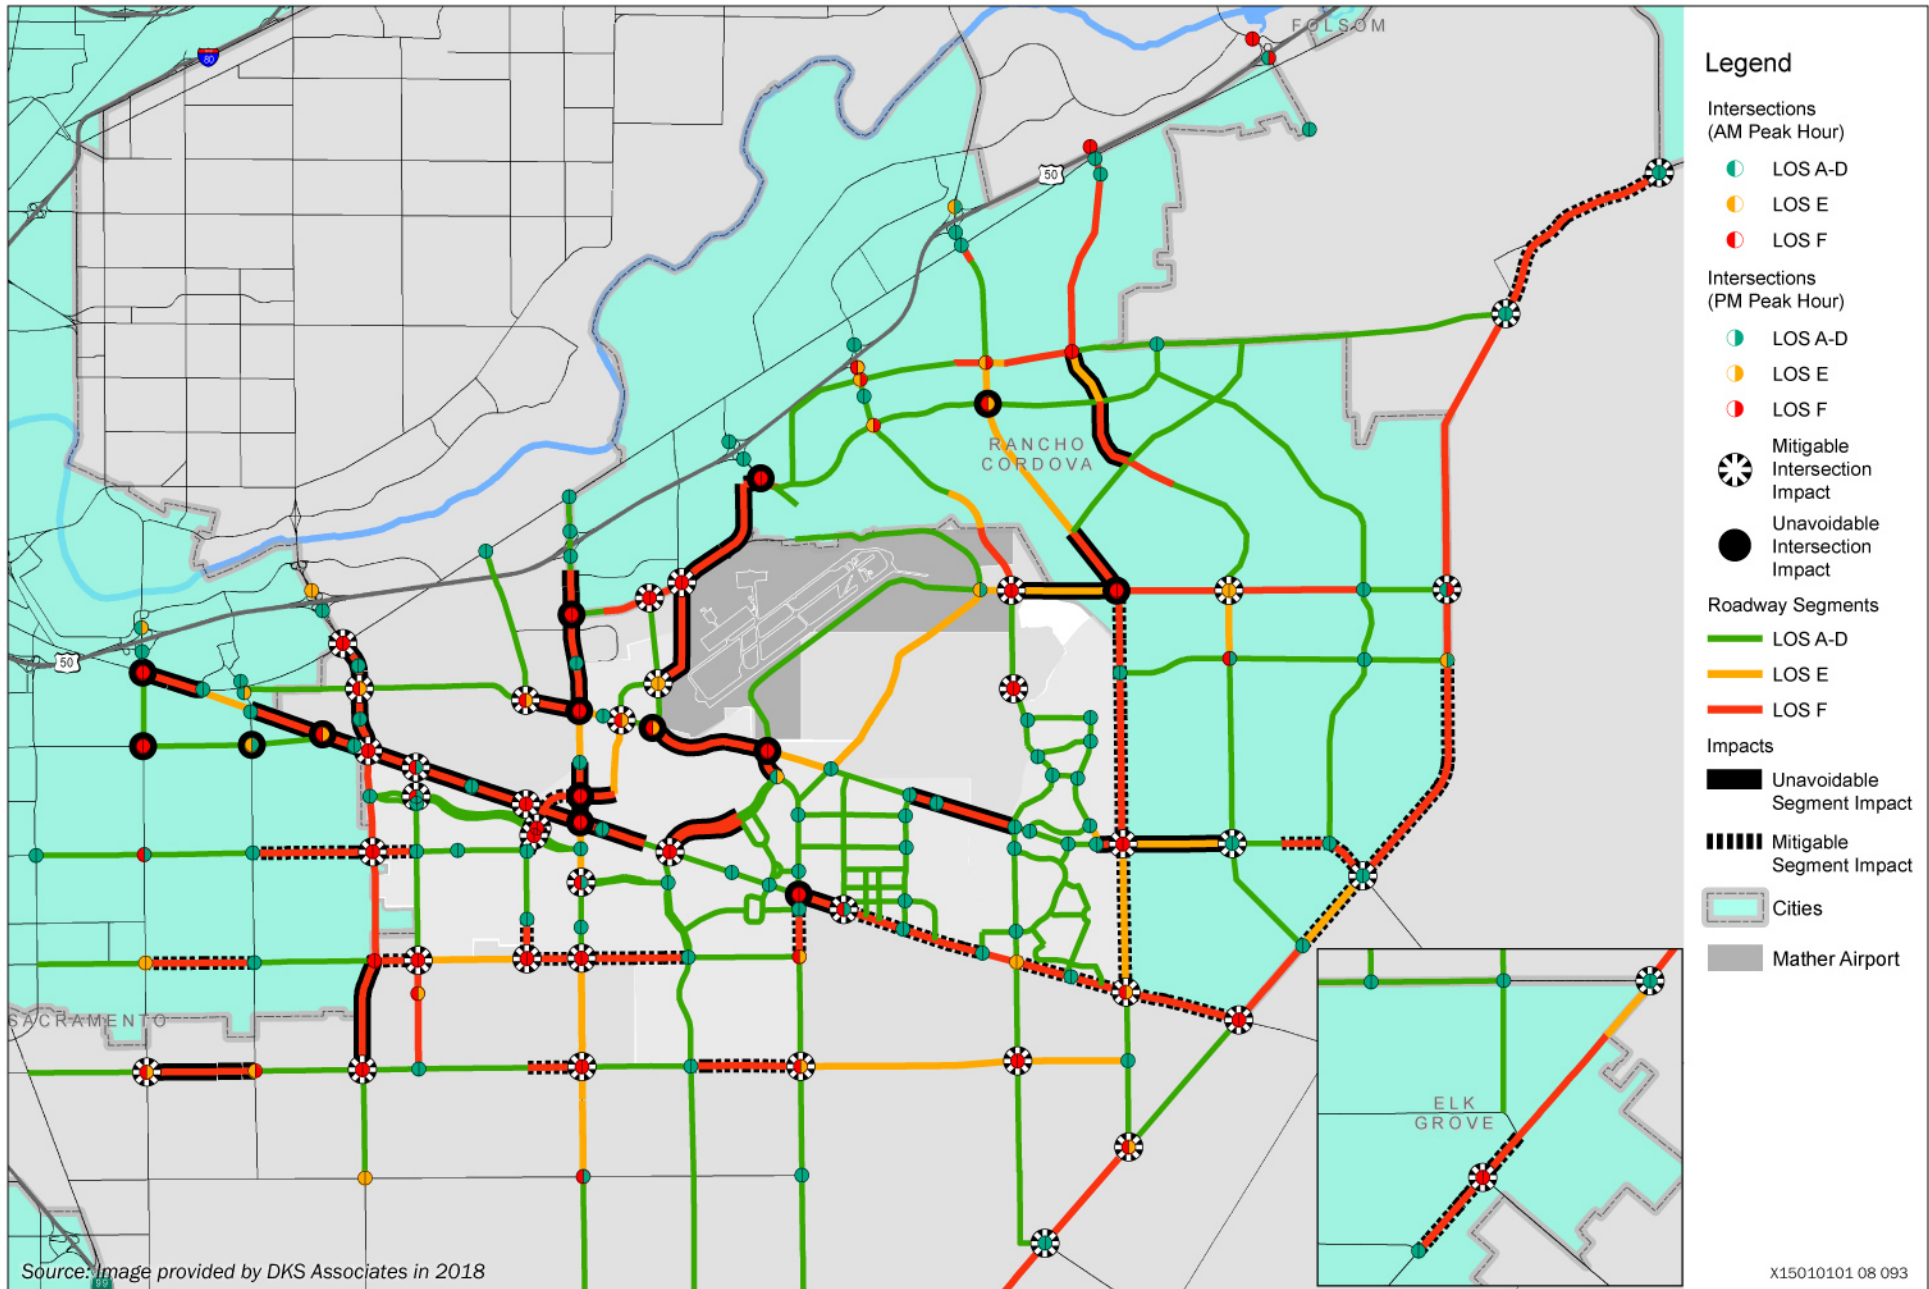 FOLSOM
80
50
RANCHO
CORDOVA
50
SACRAMENTO
ELK
GROVE
99
Source: Image provided by DKS Associates in 2018
Legend
Intersections
(AM Peak Hour)
LOS A-D
LOS E
LOS F
Intersections
(PM Peak Hour)
LOS A-D
LOS E
LOS F
Mitigable
Intersection
Impact
Unavoidable
Intersection
Impact
Roadway Segments
LOS A-D
LOS E
LOS F
Impacts
Unavoidable
Segment Impact
Mitigable
Segment Impact
Cities
Mather Airport
X15010101 08 093